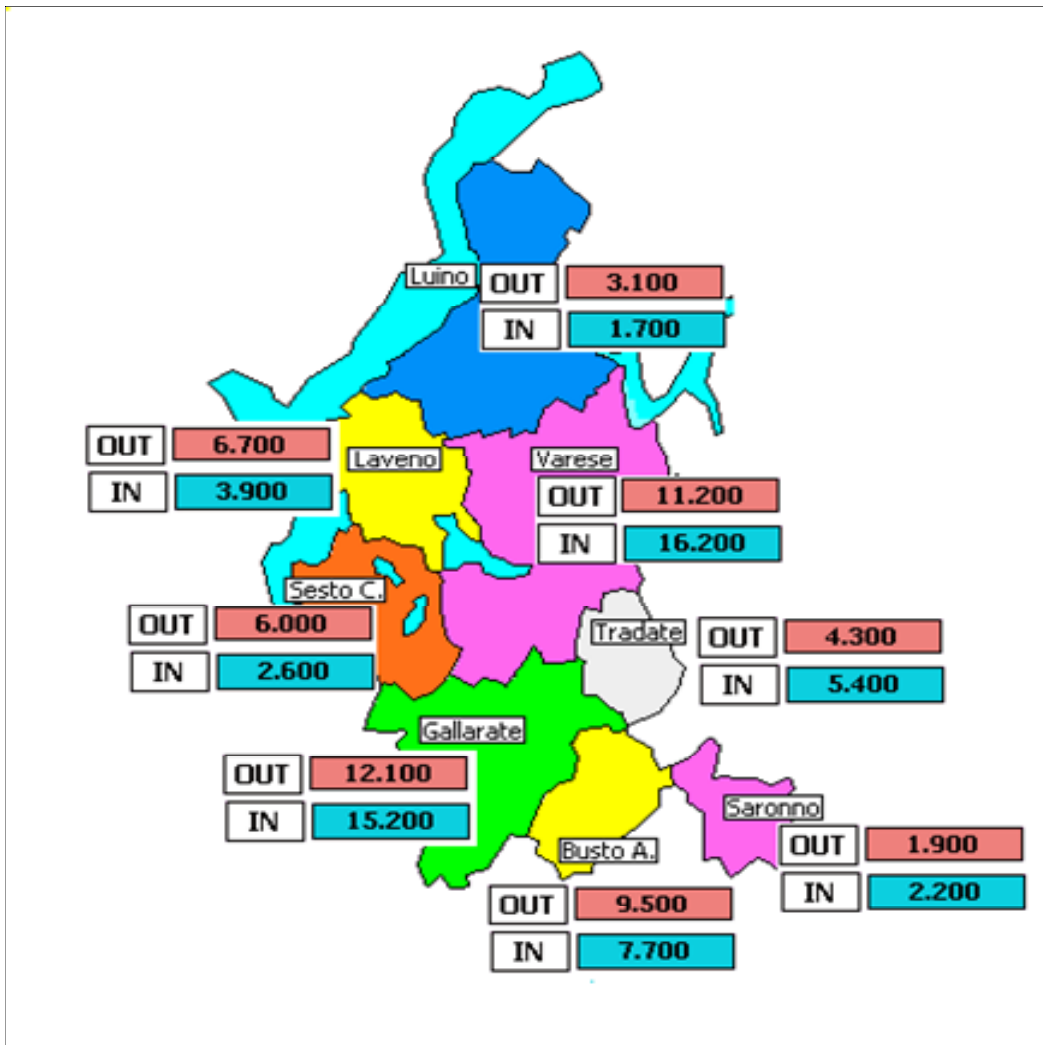 Luino
OUT 3.100
IN 1.700
OUT 6.700
IN 3.900
Laveno
Varese
OUT 11.200
IN 16.200
Sesto C.
OUT 6.000
IN 2.600
Tradate
OUT 4.300
IN 5.400
Gallarate
OUT 12.100
IN 15.200
Saronno
OUT 1.900
IN 2.200
Busto A.
OUT 9.500
IN 7.700